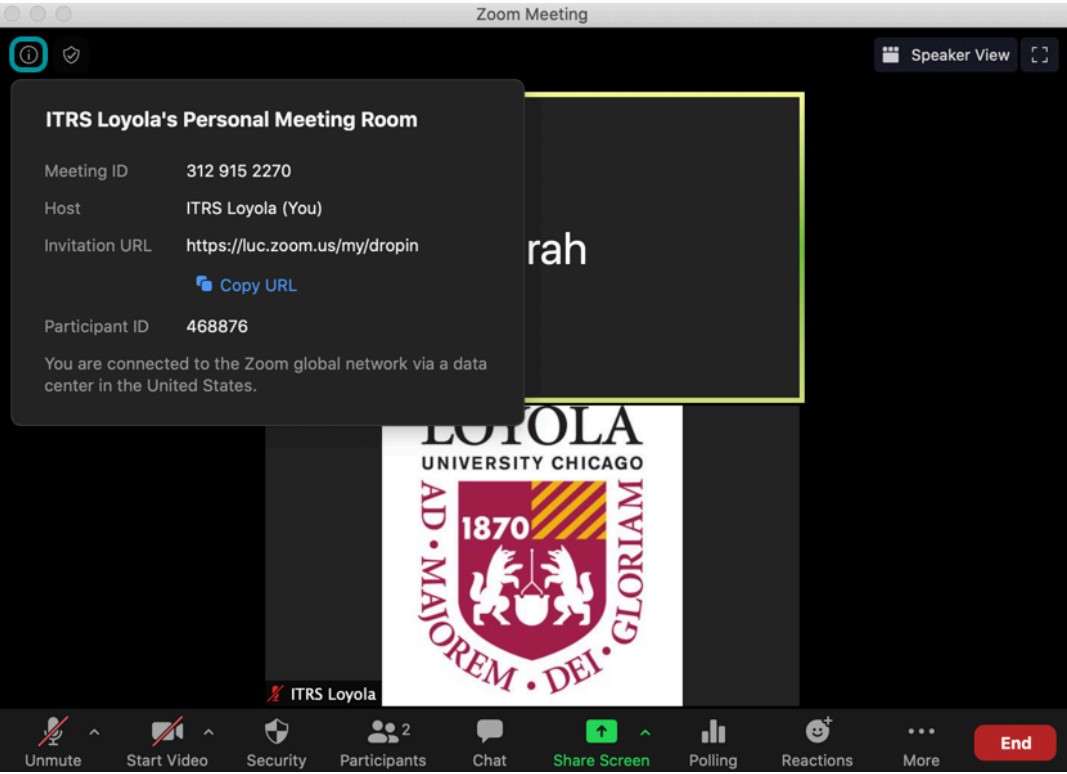 Zoom Meeting
Speaker View
ITRS Loyola's Personal Meeting Room
Meeting ID 312 915 2270
Host ITRS Loyola (You)
Invitation URL https://luc.zoom.us/my/dropin
Copy URL
Participant ID 468876
You are connected to the Zoom global network via a data
center in the United States.
rah
LOYOLA
UNIVERSITY CHICAGO
1870
AD • MAJOREM • DEI • GLORIAM
ITRS Loyola
2
Unmute Start Video Security Participants Chat Share Screen Polling Reactions More End